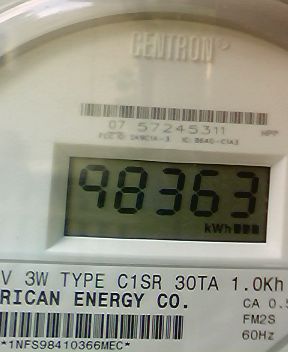 CENTRON®
07 57245311
HPP
98363
kWh
V 3W TYPE C1SR 30TA 1.0Kh
RICAN ENERGY CO.
CA 0.5
FM2S
60Hz
*1NFS98410366MEC*